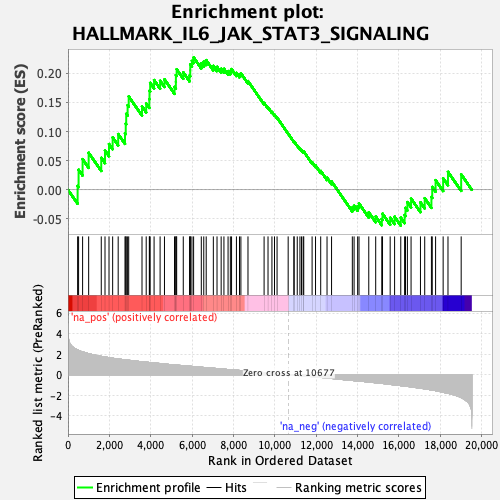 Enrichment plot:
HALLMARK_IL6_JAK_STAT3_SIGNALING
Enrichment score (ES)
0.20
0.15
0.10
0.05
0.00
-0.05
Ranked list metric (PreRanked)
6
4
2
0
-2
-4
'na_pos' (positively correlated)
Zero cross at 10677
'na_neg' (negatively correlated)
0
2,000
4,000
6,000
8,000
10,000
12,000
14,000
16,000
18,000
20,000
Rank in Ordered Dataset
Enrichment profile
Hits
Ranking metric scores